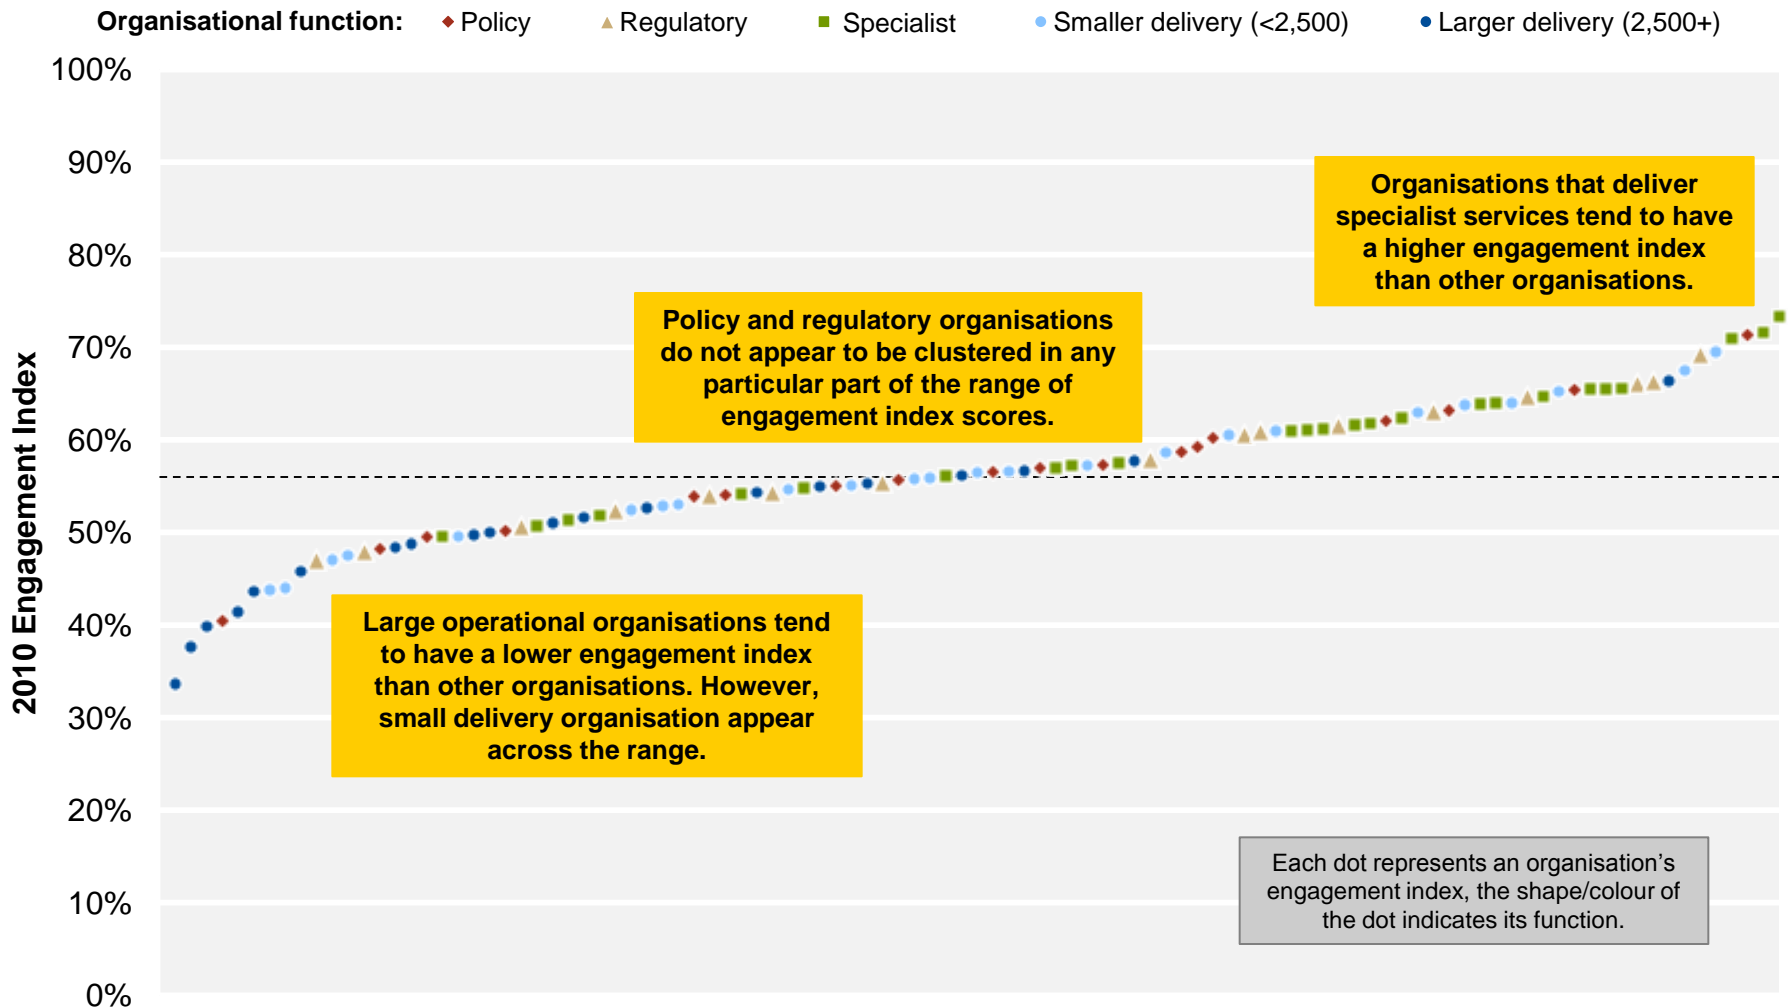 Organisational function: Policy Regulatory Specialist Smaller delivery (<2,500) Larger delivery (2,500+)
100%
90%
80%
70%
60%
50%
40%
30%
20%
10%
0%
2010 Engagement Index
Organisations that deliver
specialist services tend to have
a higher engagement index
than other organisations.
Policy and regulatory organisations
do not appear to be clustered in any
particular part of the range of
engagement index scores.
Large operational organisations tend
to have a lower engagement index
than other organisations. However,
small delivery organisation appear
across the range.
Each dot represents an organisation’s
engagement index, the shape/colour of
the dot indicates its function.